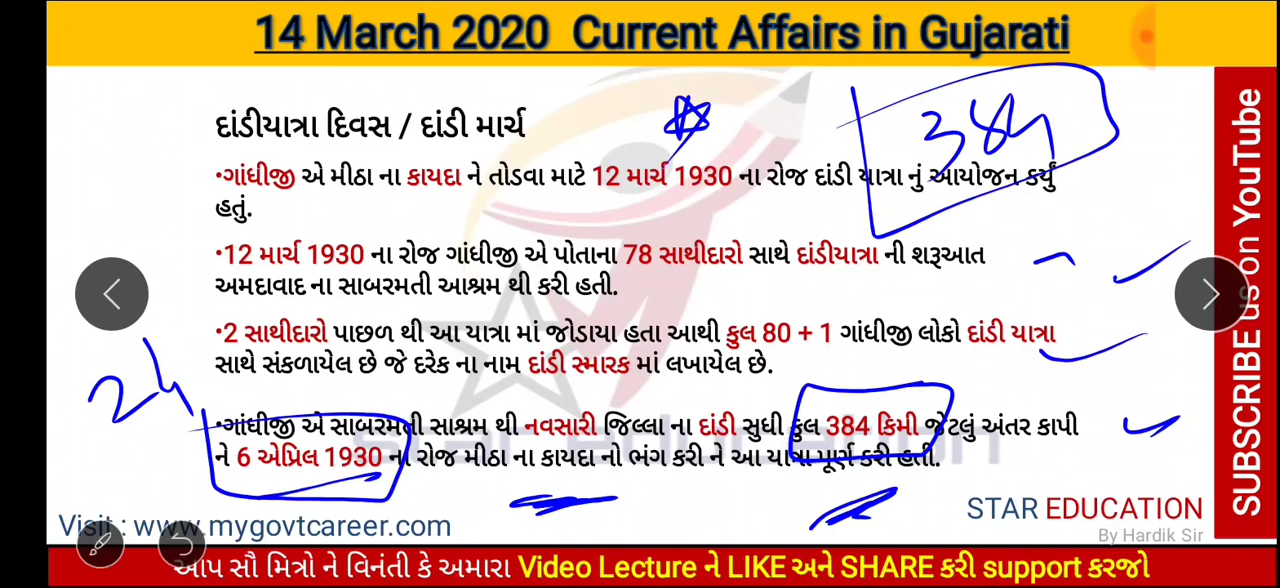 14 March 2020 Current Affairs in Gujarati
દાંડીયાત્રા દિવસ / દાંડી માર્ચ
384
•ગાંધીજી એ મીઠા ના કાયદા ને તોડવા માટે 12 માર્ચ 1930 ના રોજ દાંડી યાત્રા નું આયોજન કર્યું
હતું.
•12 માર્ચ 1930 ના રોજ ગાંધીજી એ પોતાના 78 સાથીદારો સાથે દાંડીયાત્રા ની શરૂઆત
અમદાવાદ ના સાબરમતી આશ્રમ થી કરી હતી.
•2 સાથીદારો પાછળ થી આ યાત્રા માં જોડાયા હતા આથી કુલ 80 + 1 ગાંધીજી લોકો દાંડી યાત્રા
સાથે સંકળાયેલ છે જે દરેક ના નામ દાંડી સ્મારક માં લખાયેલ છે.
24
•ગાંધીજી એ સાબરમતી સાશ્રમ થી નવસારી જિલ્લા ના દાંડી સુધી કુલ 384 કિમી જેટલું અંતર કાપી
ને 6 એપ્રિલ 1930 ના રોજ મીઠા ના કાયદા નો ભંગ કરી ને આ યાત્રા પૂર્ણ કરી હતી.
star education
STAR EDUCATION
Visit : www.mygovtcareer.com
By Hardik Sir
આપ સૌ મિત્રો ને વિનંતી કે અમારા Video Lecture ને LIKE અને SHARE કરી support કરજો
SUBSCRIBE us on YouTube